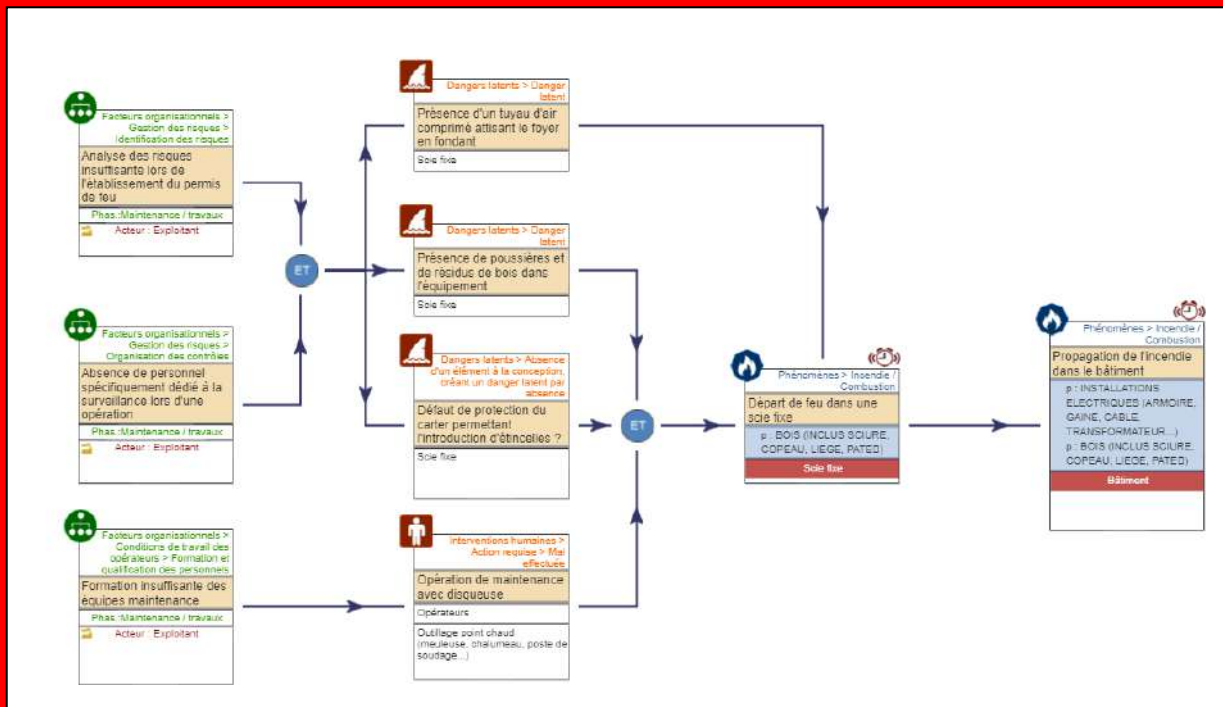 Facteurs organisationnels >
Gestion des risques >
Identification des risques
Analyse des risques
insuffisante lors de
l'établissement du permis
de feu
Phas.:Maintenance / travaux
Acteur : Exploitant
Facteurs organisationnels >
Gestion des risques >
Organisation des contrôles
Absence de personnel
spécifiquement dédié à la
surveillance lors d'une
opération
Phas.:Maintenance / travaux
Acteur : Exploitant
Facteurs organisationnels >
Conditions de travail des
opérateurs > Formation et
qualification des personnels
Formation insuffisante des
équipes maintenance
Phas.:Maintenance / travaux
Acteur : Exploitant
ET
Dangers latents > Danger
latent
Présence d'un tuyau d'air
comprimé attisant le foyer
en fondant
Scie fixe
Dangers latents > Danger
latent
Présence de poussières et
de résidus de bois dans
l'équipement
Scie fixe
Dangers latents > Absence
d'un élément à la conception,
créant un danger latent par
absence
Défaut de protection du
carter permettant
l'introduction d'étincelles ?
Scie fixe
Interventions humaines >
Action requise > Mal
effectuée
Opération de maintenance
avec disqueuse
Opérateurs
Outillage point chaud
(meuleuse, chalumeau, poste de
soudage...)
ET
Phénomènes > Incendie /
Combustion
Départ de feu dans une
scie fixe
p : BOIS (INCLUS SCIURE,
COPEAU, LIEGE, PATED)
Scie fixe
Phénomènes > Incendie /
Combustion
Propagation de l'incendie
dans le bâtiment
p : INSTALLATIONS
ELECTRIQUES (ARMOIRE,
GAINE, CABLE,
TRANSFORMATEUR...)
p : BOIS (INCLUS SCIURE,
COPEAU, LIEGE, PATED)
Bâtiment